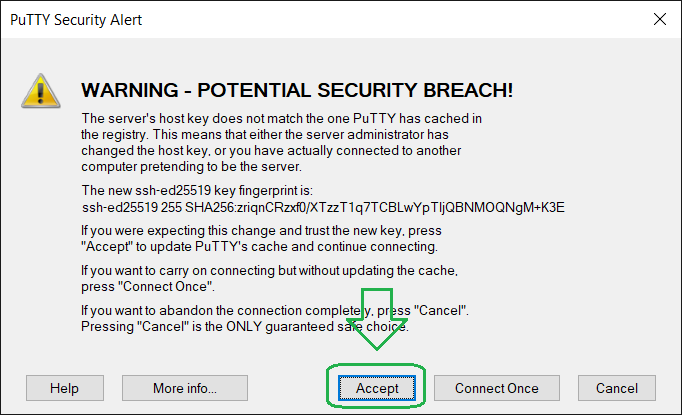 PuTTY Security Alert
WARNING - POTENTIAL SECURITY BREACH!
The server's host key does not match the one PuTTY has cached in
the registry. This means that either the server administrator has
changed the host key, or you have actually connected to another
computer pretending to be the server.
The new ssh-ed25519 key fingerprint is:
ssh-ed25519 255 SHA256:zriqnCRzxf0/XTzzT1q7TCBLwYpTIjQBNMOQNgM+K3E
If you were expecting this change and trust the new key, press
"Accept" to update PuTTY's cache and continue connecting.
If you want to carry on connecting but without updating the cache,
press "Connect Once".
If you want to abandon the connection completely, press "Cancel".
Pressing "Cancel" is the ONLY guaranteed safe choice.
Help More info... Accept Connect Once Cancel